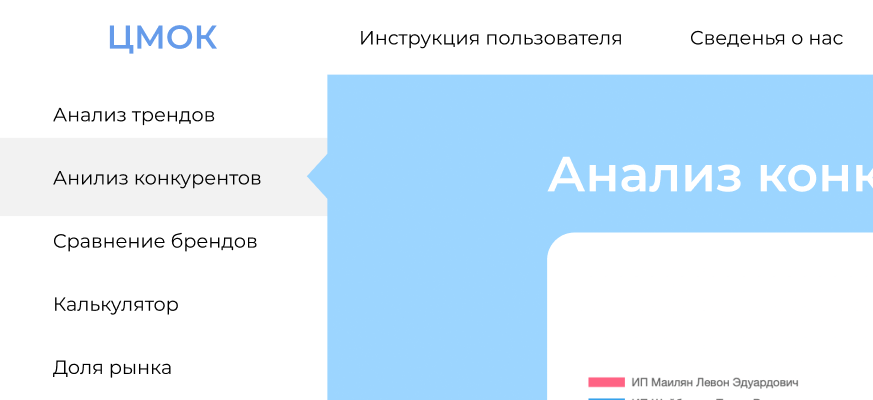 ЦМОК
Инструкция пользователя
Сведенья о нас
Анализ трендов
Анилиз конкурентов
Сравнение брендов
Калькулятор
Доля рынка
Анализ
ИП Маилян Левон Эдуардович